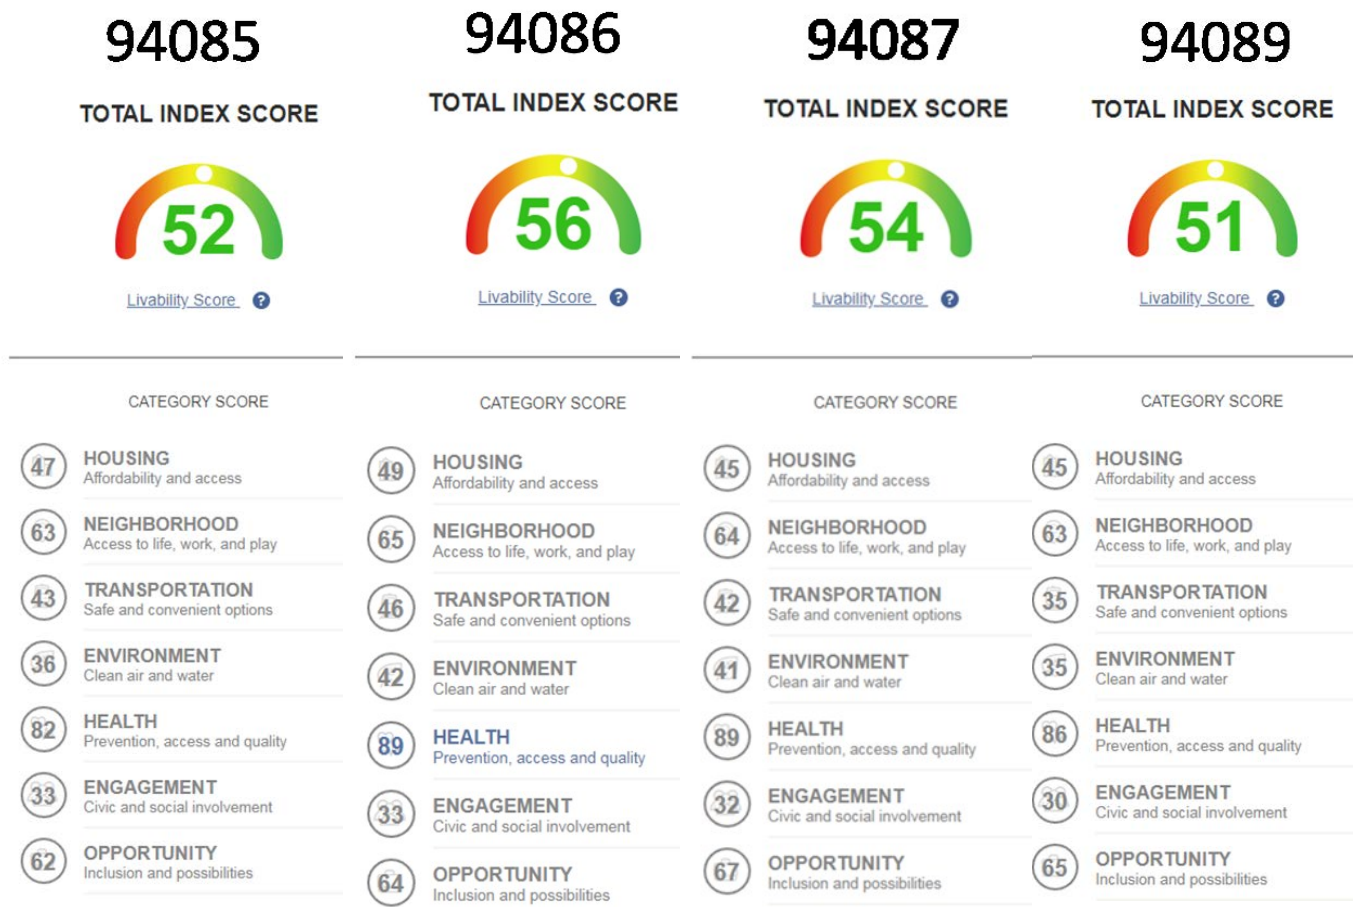 94085
TOTAL INDEX SCORE
52
Livability Score ?
CATEGORY SCORE
47 HOUSING
Affordability and access
63 NEIGHBORHOOD
Access to life, work, and play
43 TRANSPORTATION
Safe and convenient options
36 ENVIRONMENT
Clean air and water
82 HEALTH
Prevention, access and quality
33 ENGAGEMENT
Civic and social involvement
62 OPPORTUNITY
Inclusion and possibilities
94086
TOTAL INDEX SCORE
56
Livability Score ?
CATEGORY SCORE
49 HOUSING
Affordability and access
65 NEIGHBORHOOD
Access to life, work, and play
46 TRANSPORTATION
Safe and convenient options
42 ENVIRONMENT
Clean air and water
89 HEALTH
Prevention, access and quality
33 ENGAGEMENT
Civic and social involvement
64 OPPORTUNITY
Inclusion and possibilities
94087
TOTAL INDEX SCORE
54
Livability Score ?
CATEGORY SCORE
45 HOUSING
Affordability and access
64 NEIGHBORHOOD
Access to life, work, and play
42 TRANSPORTATION
Safe and convenient options
41 ENVIRONMENT
Clean air and water
89 HEALTH
Prevention, access and quality
32 ENGAGEMENT
Civic and social involvement
67 OPPORTUNITY
Inclusion and possibilities
94089
TOTAL INDEX SCORE
51
Livability Score ?
CATEGORY SCORE
45 HOUSING
Affordability and access
63 NEIGHBORHOOD
Access to life, work, and play
35 TRANSPORTATION
Safe and convenient options
35 ENVIRONMENT
Clean air and water
86 HEALTH
Prevention, access and quality
30 ENGAGEMENT
Civic and social involvement
65 OPPORTUNITY
Inclusion and possibilities